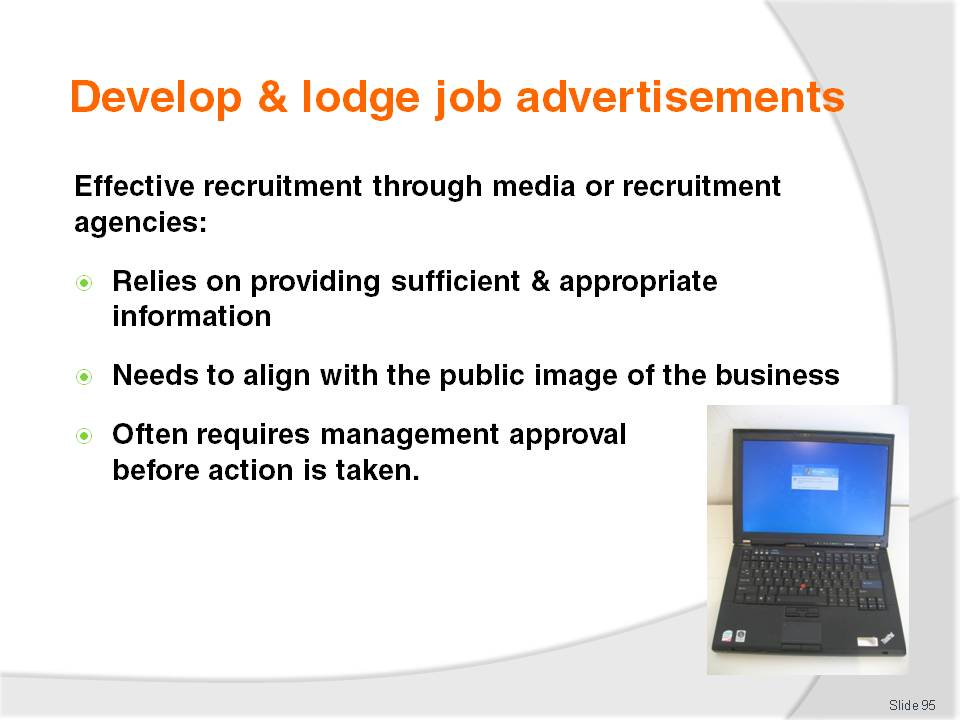 Develop & lodge job advertisements
Effective recruitment through media or recruitment
agencies:
Relies on providing sufficient & appropriate
information
Needs to align with the public image of the business
Often requires management approval
before action is taken.
ThinkPad
Slide 95